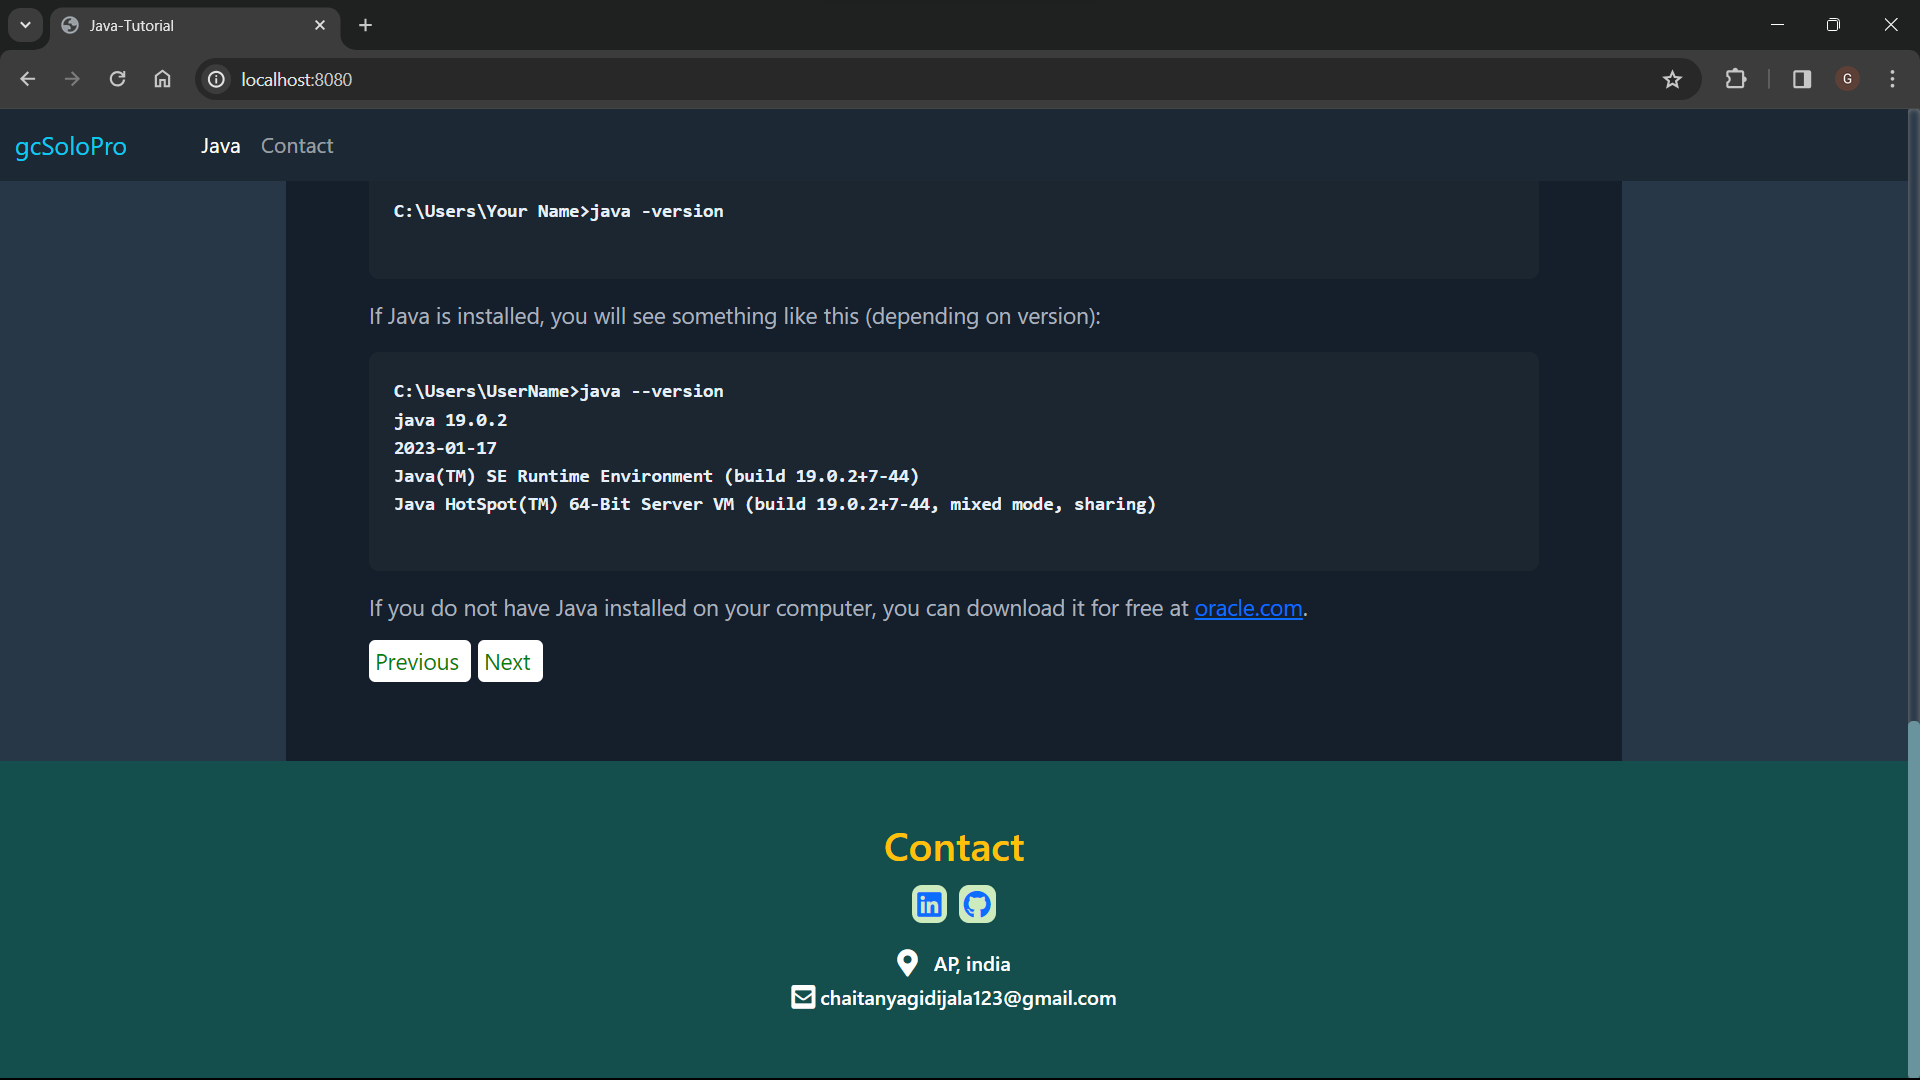 Java-Tutorial
localhost:8080
G
gcSoloPro
Java Contact
C:\Users\Your Name>java -version
If Java is installed, you will see something like this (depending on version):
C:\Users\UserName>java --version
java 19.0.2
2023-01-17
Java(TM) SE Runtime Environment (build 19.0.2+7-44)
Java HotSpot(TM) 64-Bit Server VM (build 19.0.2+7-44, mixed mode, sharing)
If you do not have Java installed on your computer, you can download it for free at oracle.com.
Previous Next
Contact
in
AP, india
chaitanyagidijala123@gmail.com